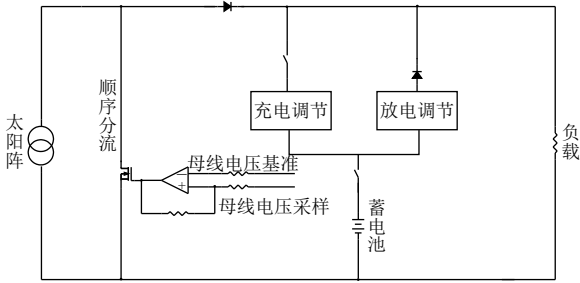 太阳阵
顺序分流
充电调节
放电调节
负载
母线电压基准
母线电压采样
蓄电池